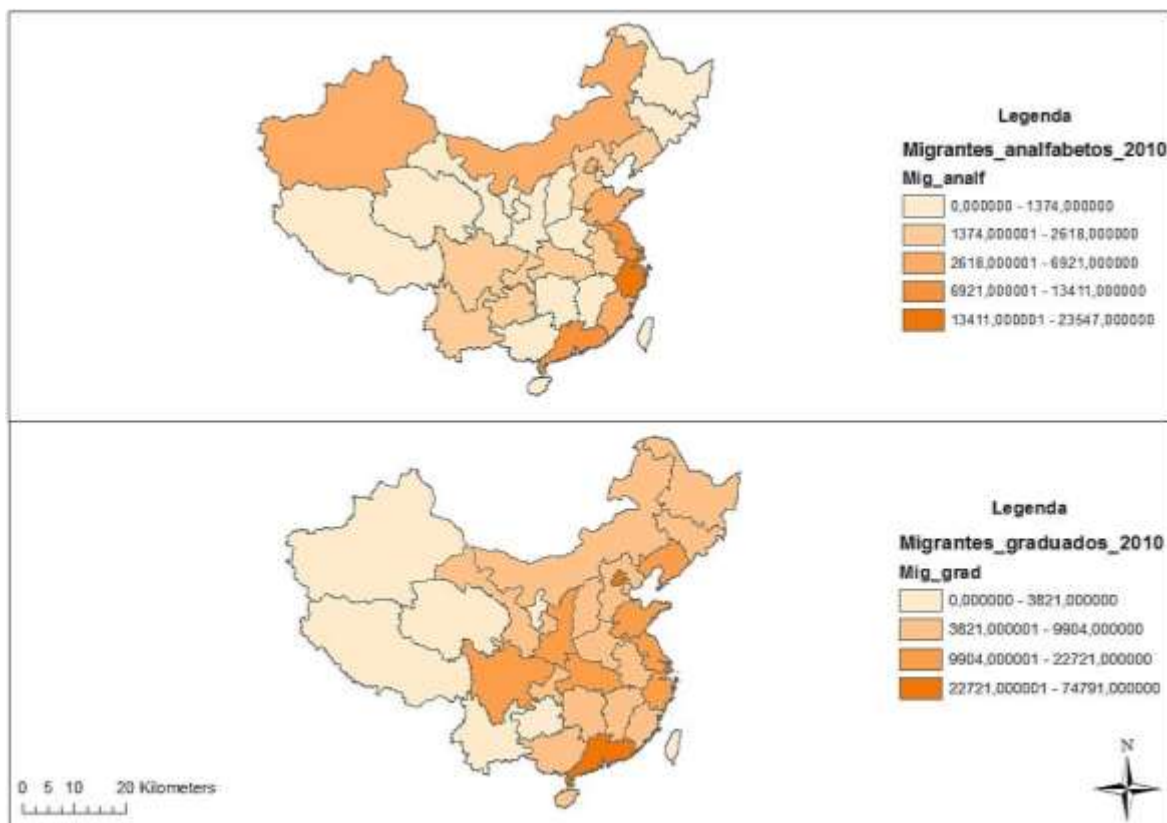 Legenda
Migrantes_analfabetos_2010
Mig_analf
0,000000 - 1374,000000
1374,000001 - 2618,000000
2618,000001 - 6921,000000
6921,000001 - 13411,000000
13411,000001 - 23547,000000
Legenda
Migrantes_graduados_2010
Mig_grad
0,000000 - 3821,000000
3821,000001 - 9904,000000
9904,000001 - 22721,000000
22721,000001 - 74791,000000
N
0 5 10 20 Kilometers